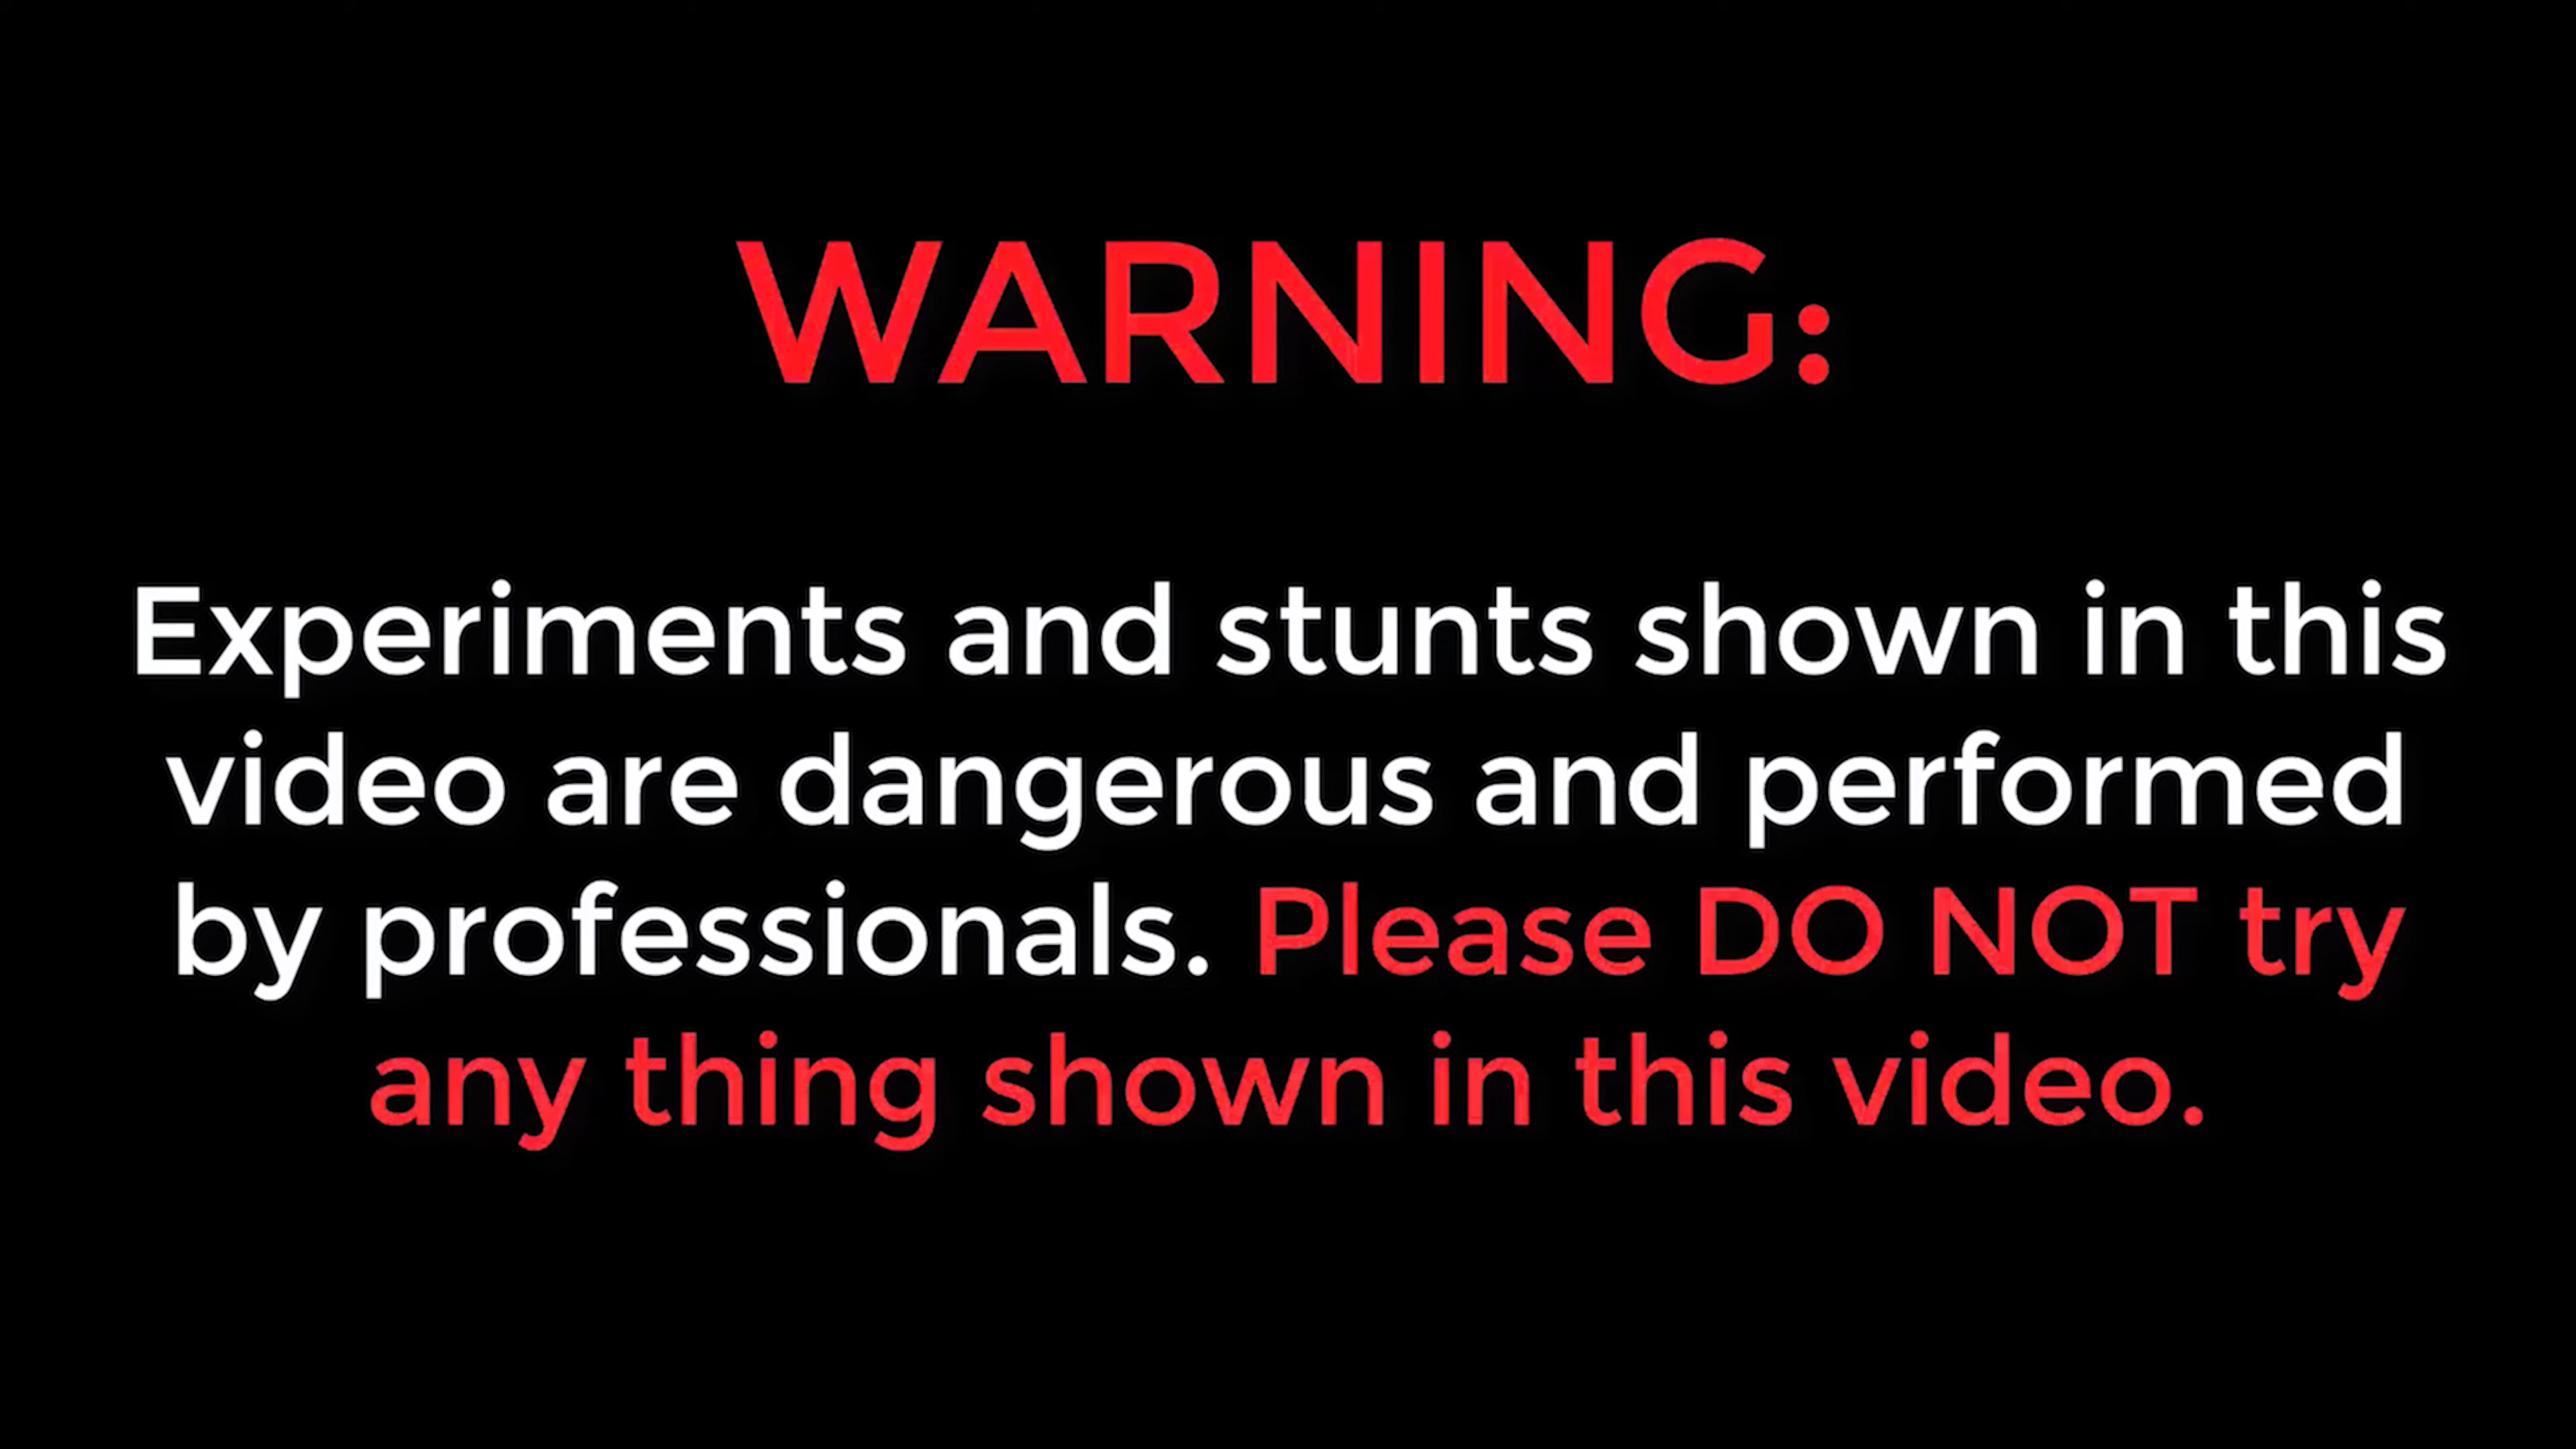 WARNING:
Experiments and stunts shown in this
video are dangerous and performed
by professionals. Please DO NOT try
any thing shown in this video.